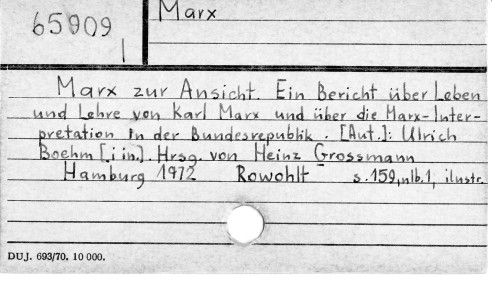 65909
I
Marx
Marx zur Ansicht. Ein Bericht über Leben
und Lehre von Karl Marx und über die Marx-Inter-
pretation in der Bundesrepublik. [Aut.]: Ulrich
Boehm [i in.]. Hrsg. von Heinz Grossmann
Hamburg 1972 Rowohlt s. 159, nlb. 1, ilustr.
DUJ. 693/70. 10 000.